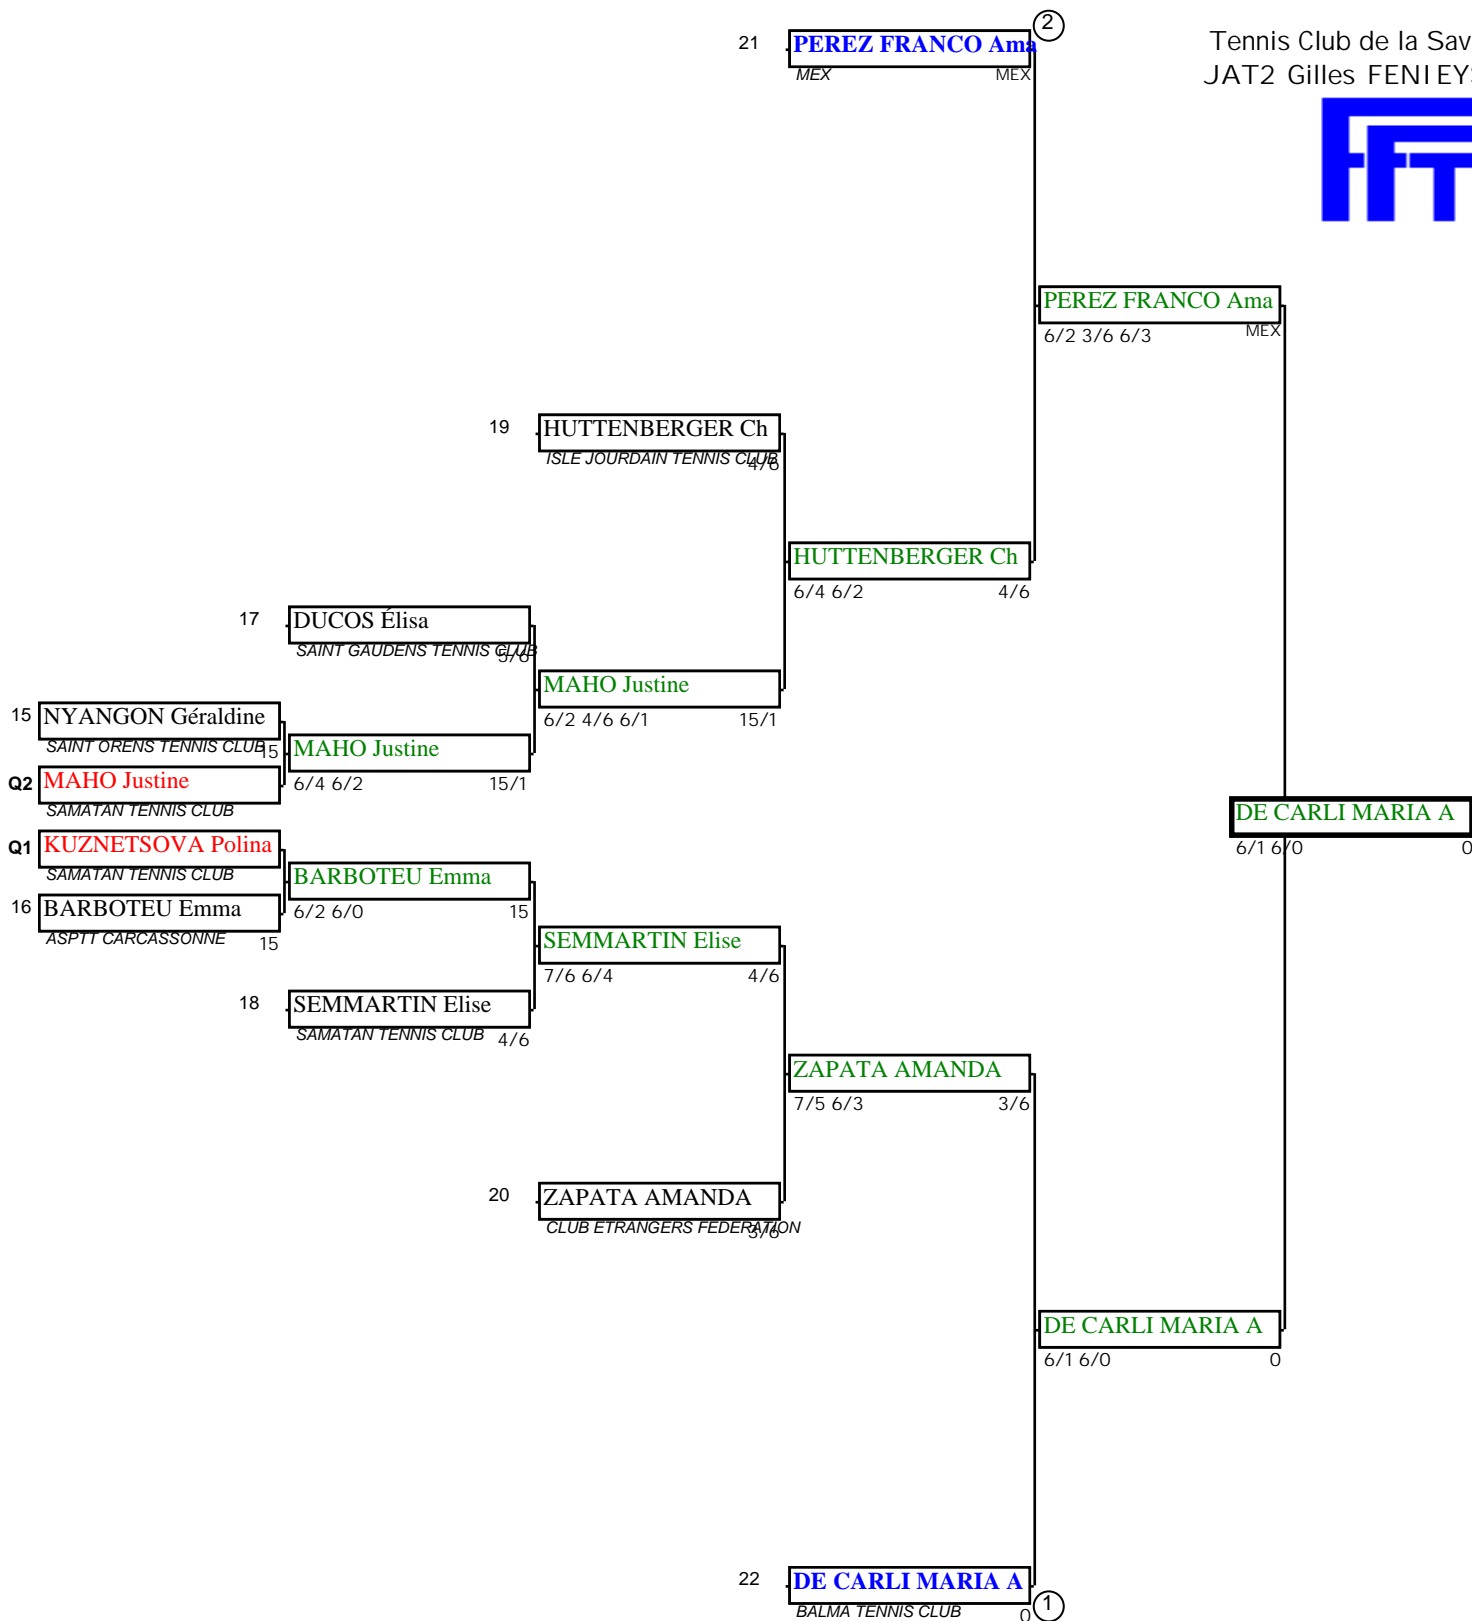 2
21 PEREZ FRANCO Ama
MEX MEX
Tennis Club de la Sav
JAT2 Gilles FENIEYS
FFT
PEREZ FRANCO Ama
6/2 3/6 6/3 MEX
19 HUTTENBERGER Ch
ISLE JOURDAIN TENNIS CLUB 4/6
HUTTENBERGER Ch
6/4 6/2 4/6
17 DUCOS Élisa
SAINT GAUDENS TENNIS CLUB 5/6
MAHO Justine
6/2 4/6 6/1 15/1
15 NYANGON Géraldine
SAINT ORENS TENNIS CLUB 15
MAHO Justine
6/4 6/2 15/1
Q2 MAHO Justine
SAMATAN TENNIS CLUB
DE CARLI MARIA A
6/1 6/0 0
Q1 KUZNETSOVA Polina
SAMATAN TENNIS CLUB
BARBOTEU Emma
6/2 6/0 15
16 BARBOTEU Emma
ASPTT CARCASSONNE 15
SEMMARTIN Elise
7/6 6/4 4/6
18 SEMMARTIN Elise
SAMATAN TENNIS CLUB 4/6
ZAPATA AMANDA
7/5 6/3 3/6
20 ZAPATA AMANDA
CLUB ETRANGERS FEDERATION 3/6
DE CARLI MARIA A
6/1 6/0 0
22 DE CARLI MARIA A
BALMA TENNIS CLUB 0
1